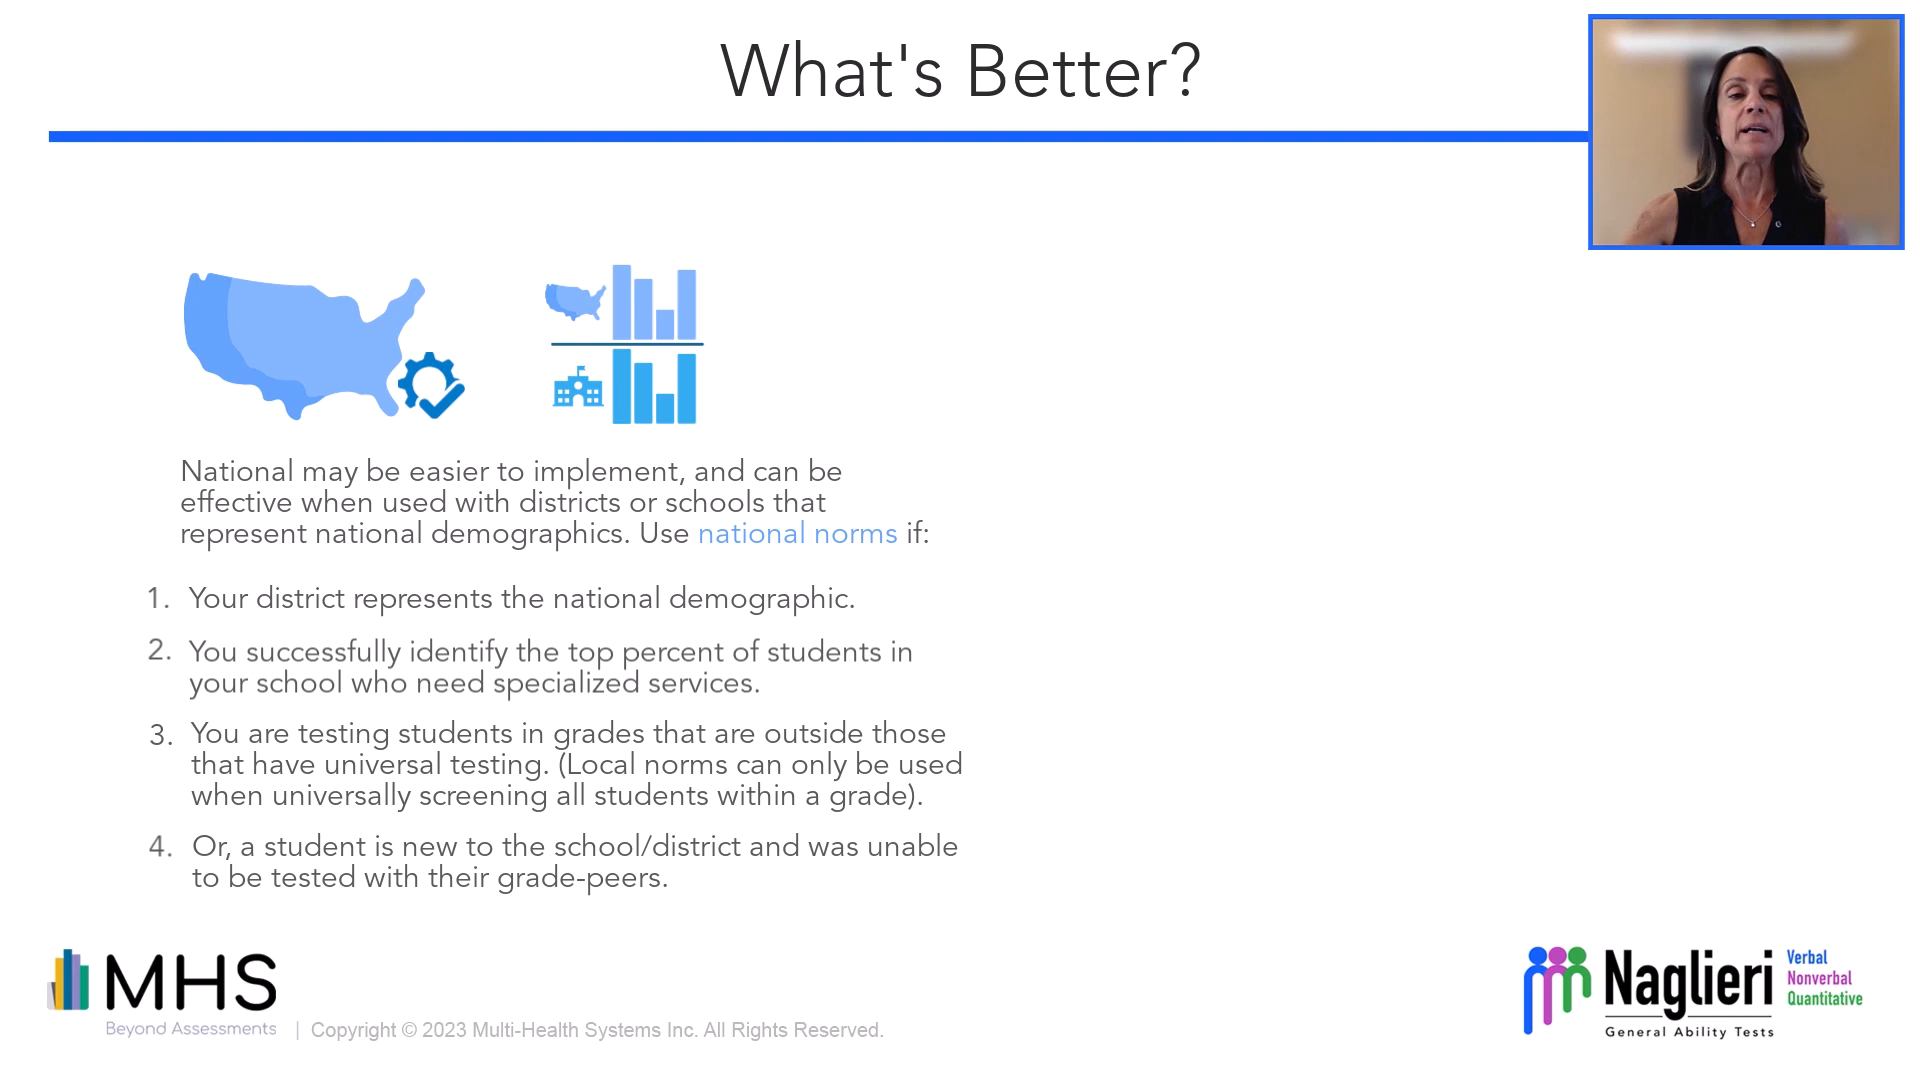 What's Better?
National may be easier to implement, and can be
effective when used with districts or schools that
represent national demographics. Use national norms if:
1. Your district represents the national demographic.
2. You successfully identify the top percent of students in
your school who need specialized services.
3. You are testing students in grades that are outside those
that have universal testing. (Local norms can only be used
when universally screening all students within a grade).
4. Or, a student is new to the school/district and was unable
to be tested with their grade-peers.
MHS
Beyond Assessments
| Copyright © 2023 Multi-Health Systems Inc. All Rights Reserved.
Naglieri
General Ability Tests
Verbal
Nonverbal
Quantitative